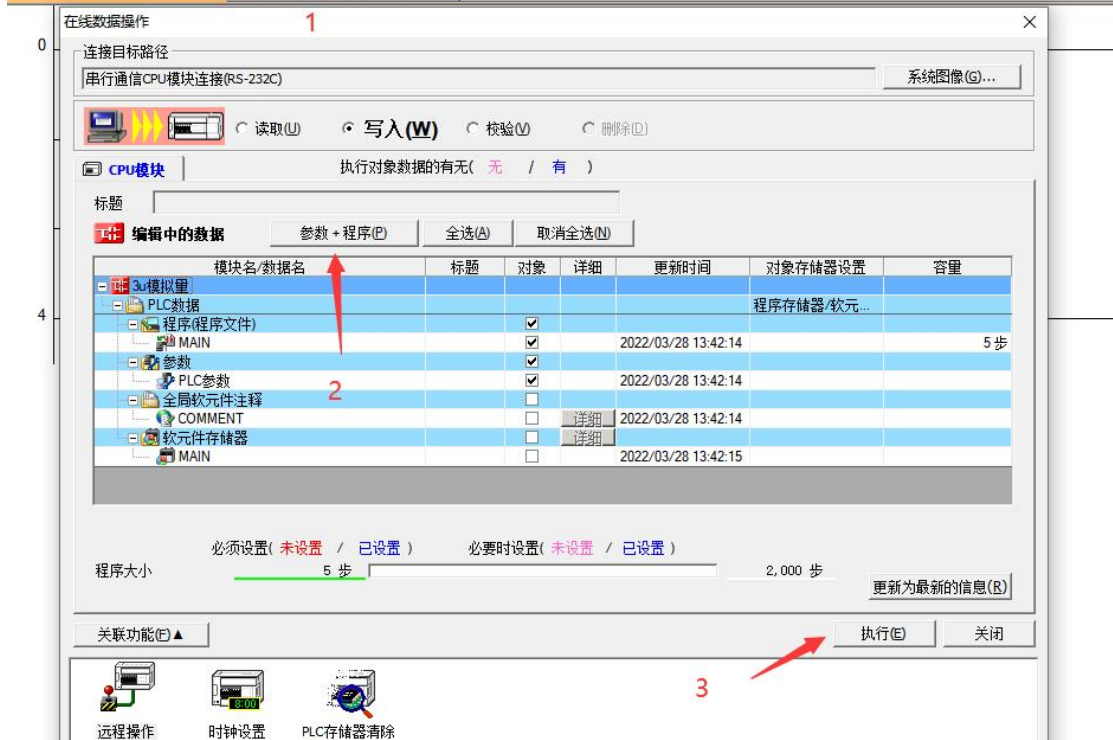 在线数据操作 1
0
连接目标路径
串行通信CPU模块连接(RS-232C) 系统图像(G)...
读取(U) 写入(W) 校验(V) 删除(D)
CPU模块 执行对象数据的有无( 无 / 有 )
标题
编辑中的数据 参数+程序(P) 全选(A) 取消全选(N)
模块名/数据名 标题 对象 详细 更新时间 对象存储器设置 容量
3u模拟量
PLC数据 程序存储器/软元...
4
程序(程序文件)
MAIN 2022/03/28 13:42:14 5 步
参数
PLC参数 2022/03/28 13:42:14
2
全局软元件注释
COMMENT 详细 2022/03/28 13:42:14
软元件存储器 详细
MAIN 2022/03/28 13:42:15
必须设置( 未设置 / 已设置 ) 必要时设置( 未设置 / 已设置 )
程序大小 5 步 2,000 步
更新为最新的信息(R)
关联功能(F)▲ 执行(E) 关闭
3
8:00
远程操作 时钟设置 PLC存储器清除